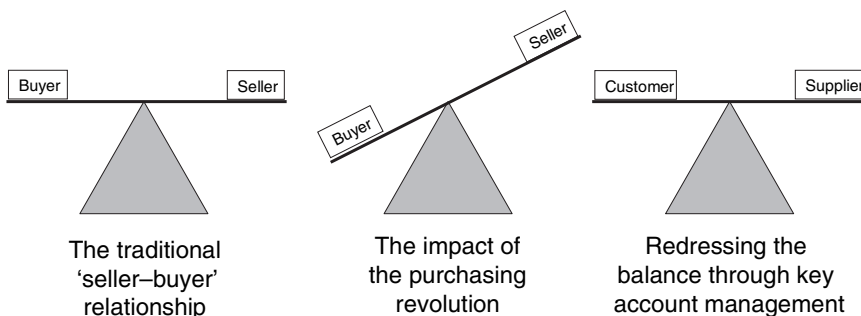 Buyer
Seller
Buyer
Seller
Customer
Supplier
The traditional
‘seller–buyer’
relationship
The impact of
the purchasing
revolution
Redressing the
balance through key
account management